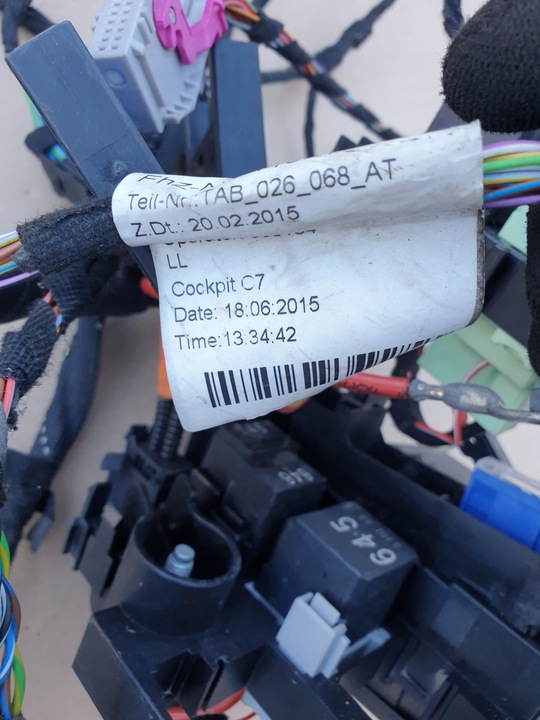 Teil-Nr.: TAB_026_068_AT
Z.Dt.: 20.02.2015
LL
Cockpit C7
Date: 18:06:2015
Time:13:34:42
645